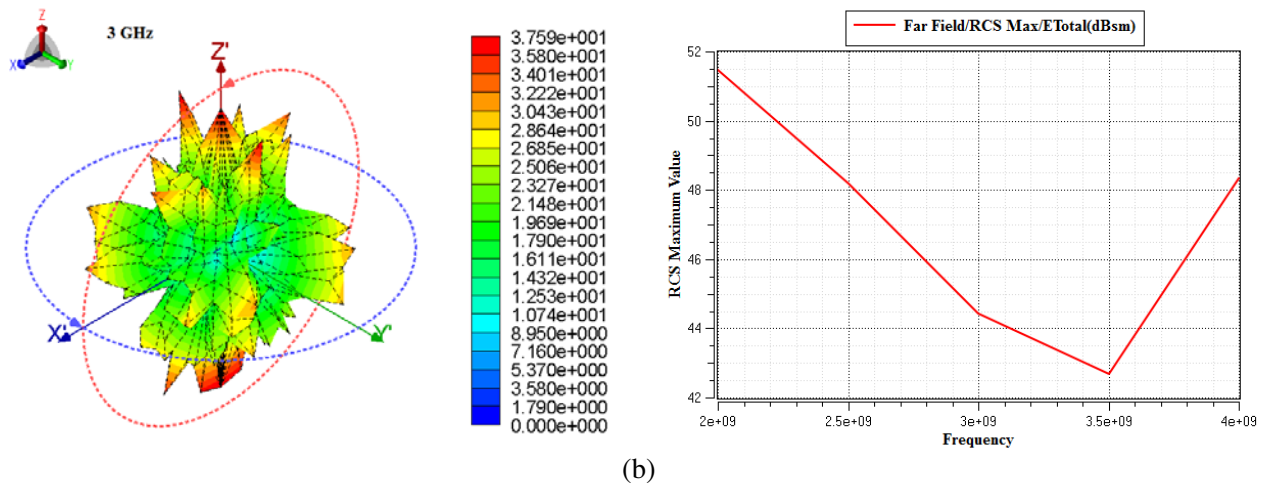 Z
X
Y
3 GHz
Z'
X'
Y'
3.759e+001
3.580e+001
3.401e+001
3.222e+001
3.043e+001
2.864e+001
2.685e+001
2.506e+001
2.327e+001
2.148e+001
1.969e+001
1.790e+001
1.611e+001
1.432e+001
1.253e+001
1.074e+001
8.950e+000
7.160e+000
5.370e+000
3.580e+000
1.790e+000
0.000e+000
Far Field/RCS Max/ETotal(dBsm)
RCS Maximum Value
52
50
48
46
44
42
2e+09
2.5e+09
3e+09
3.5e+09
4e+09
Frequency
(b)